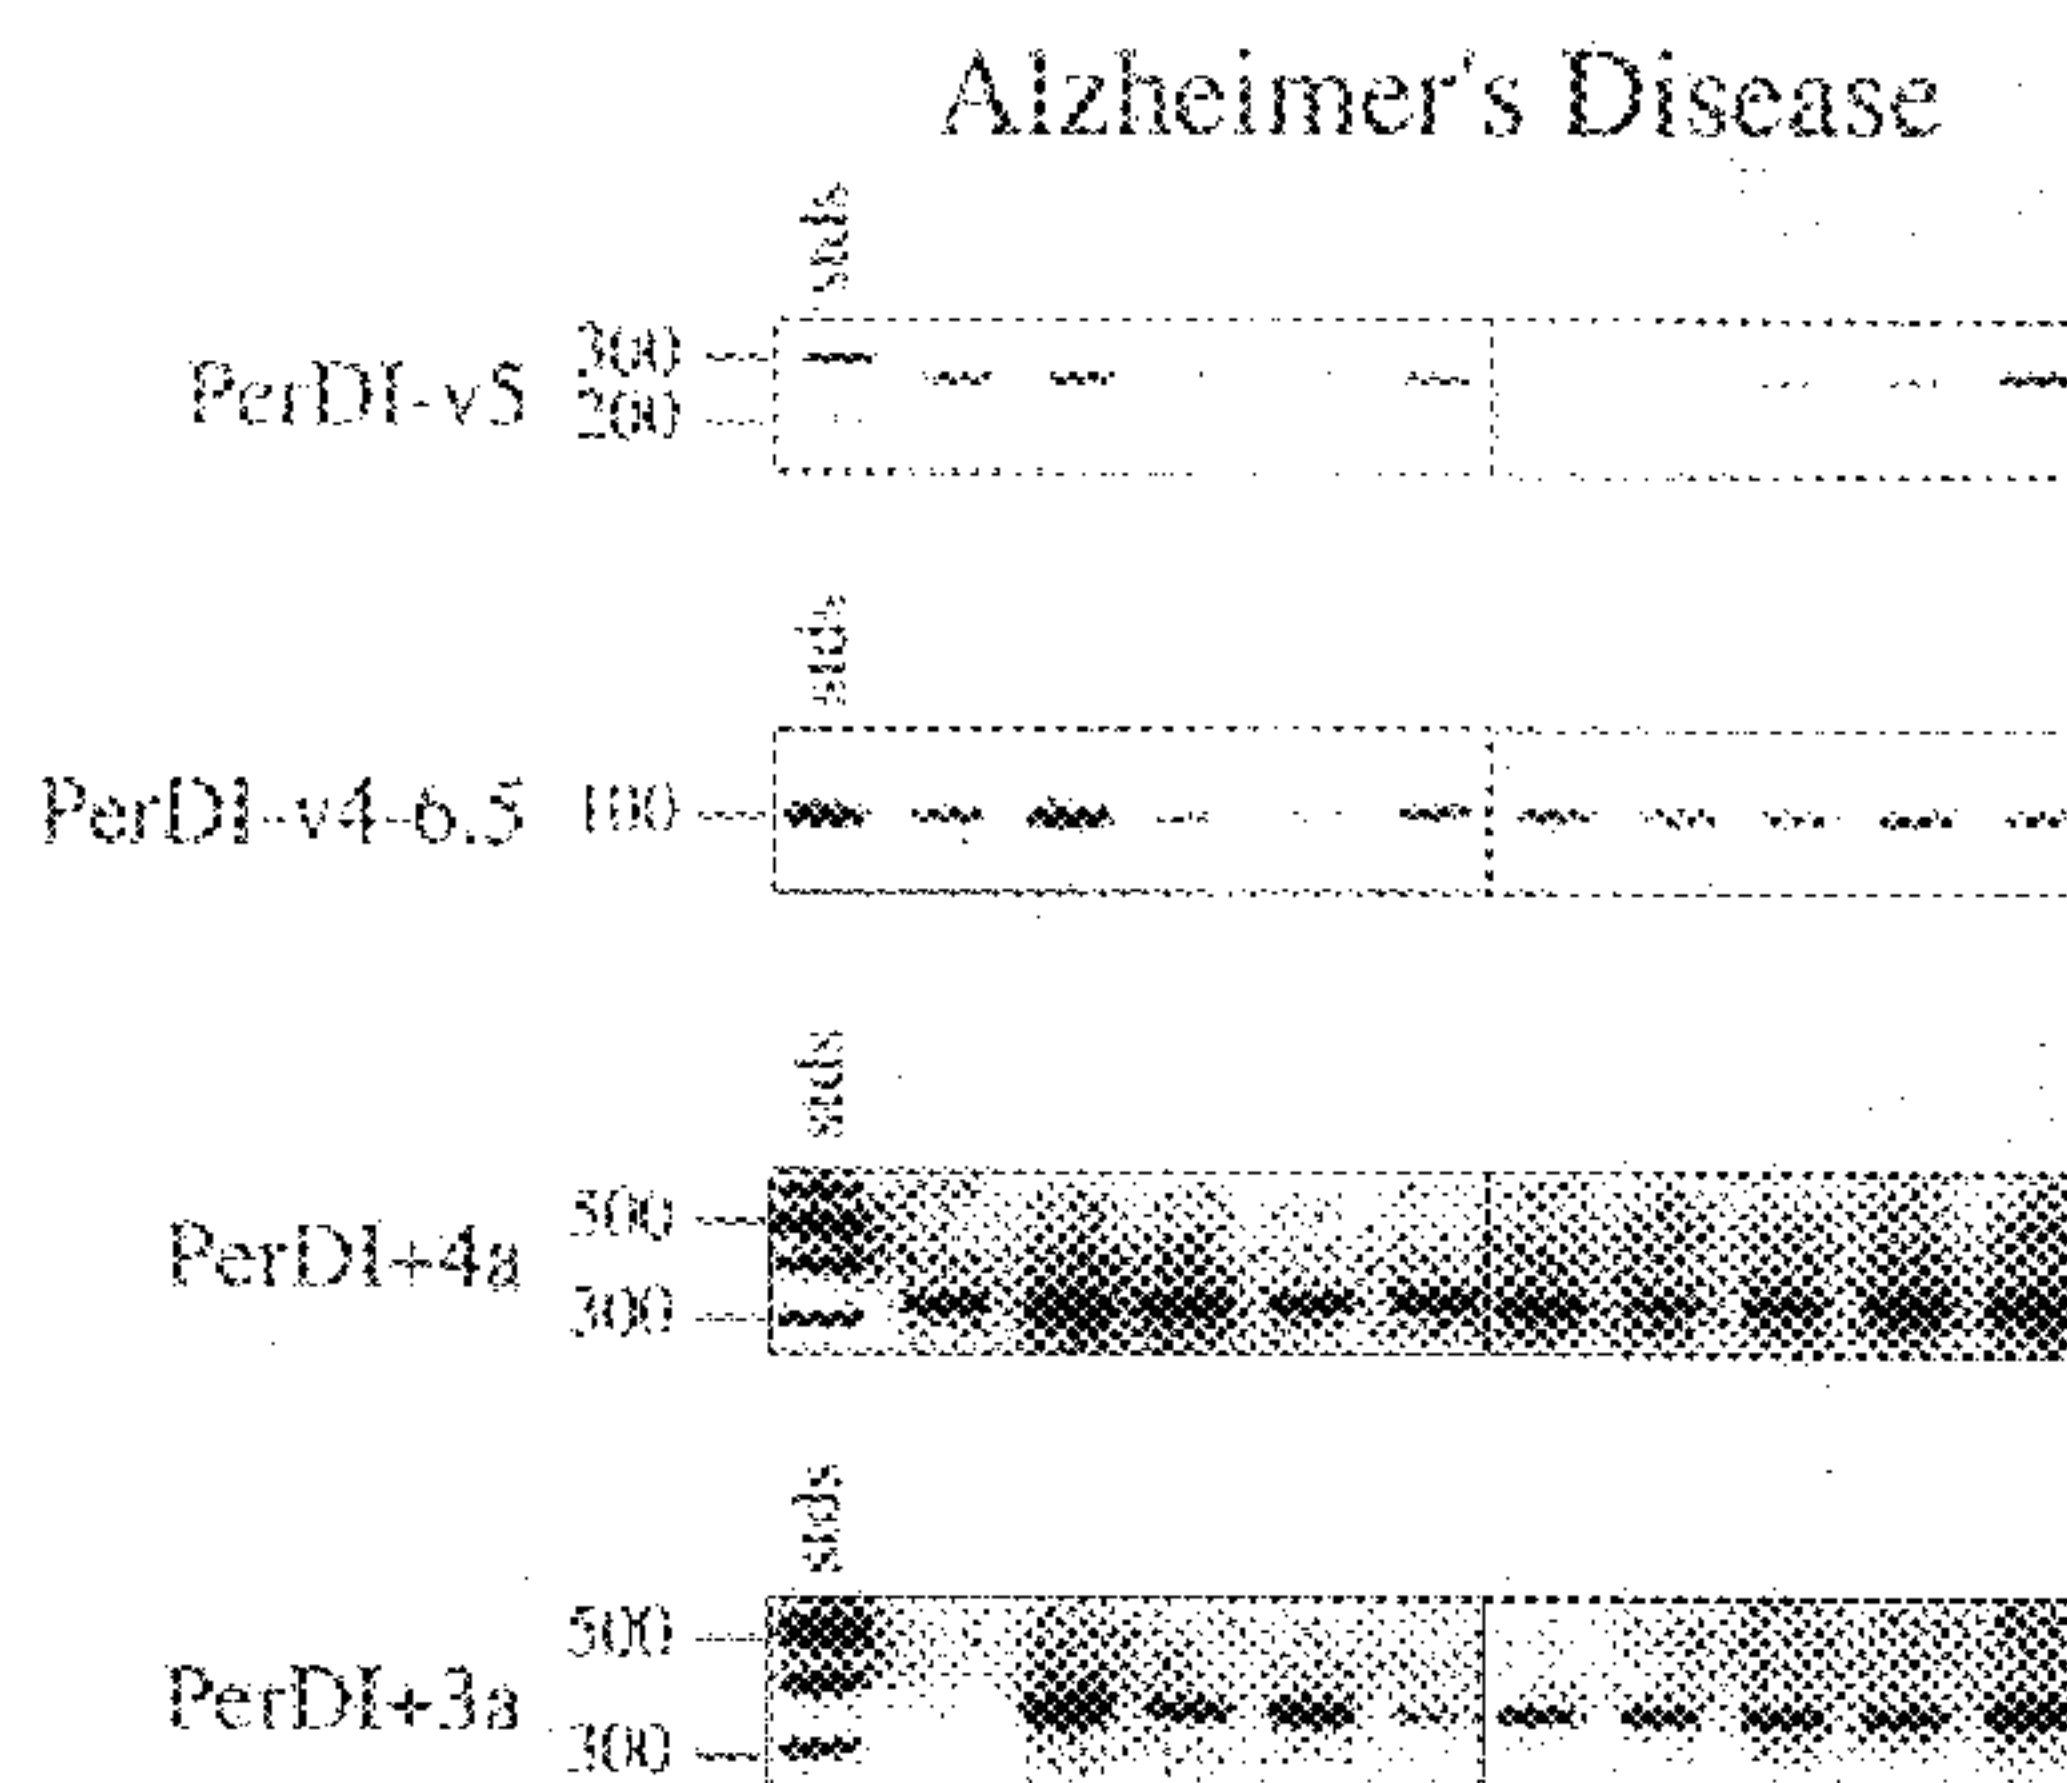 Alzheimer's Disease
stds
PerDI-v5 300
200
stds
PerDI-v4-6.5 100
stds
500
PerDI+4a
300
stds
500
PerDI+3a
300